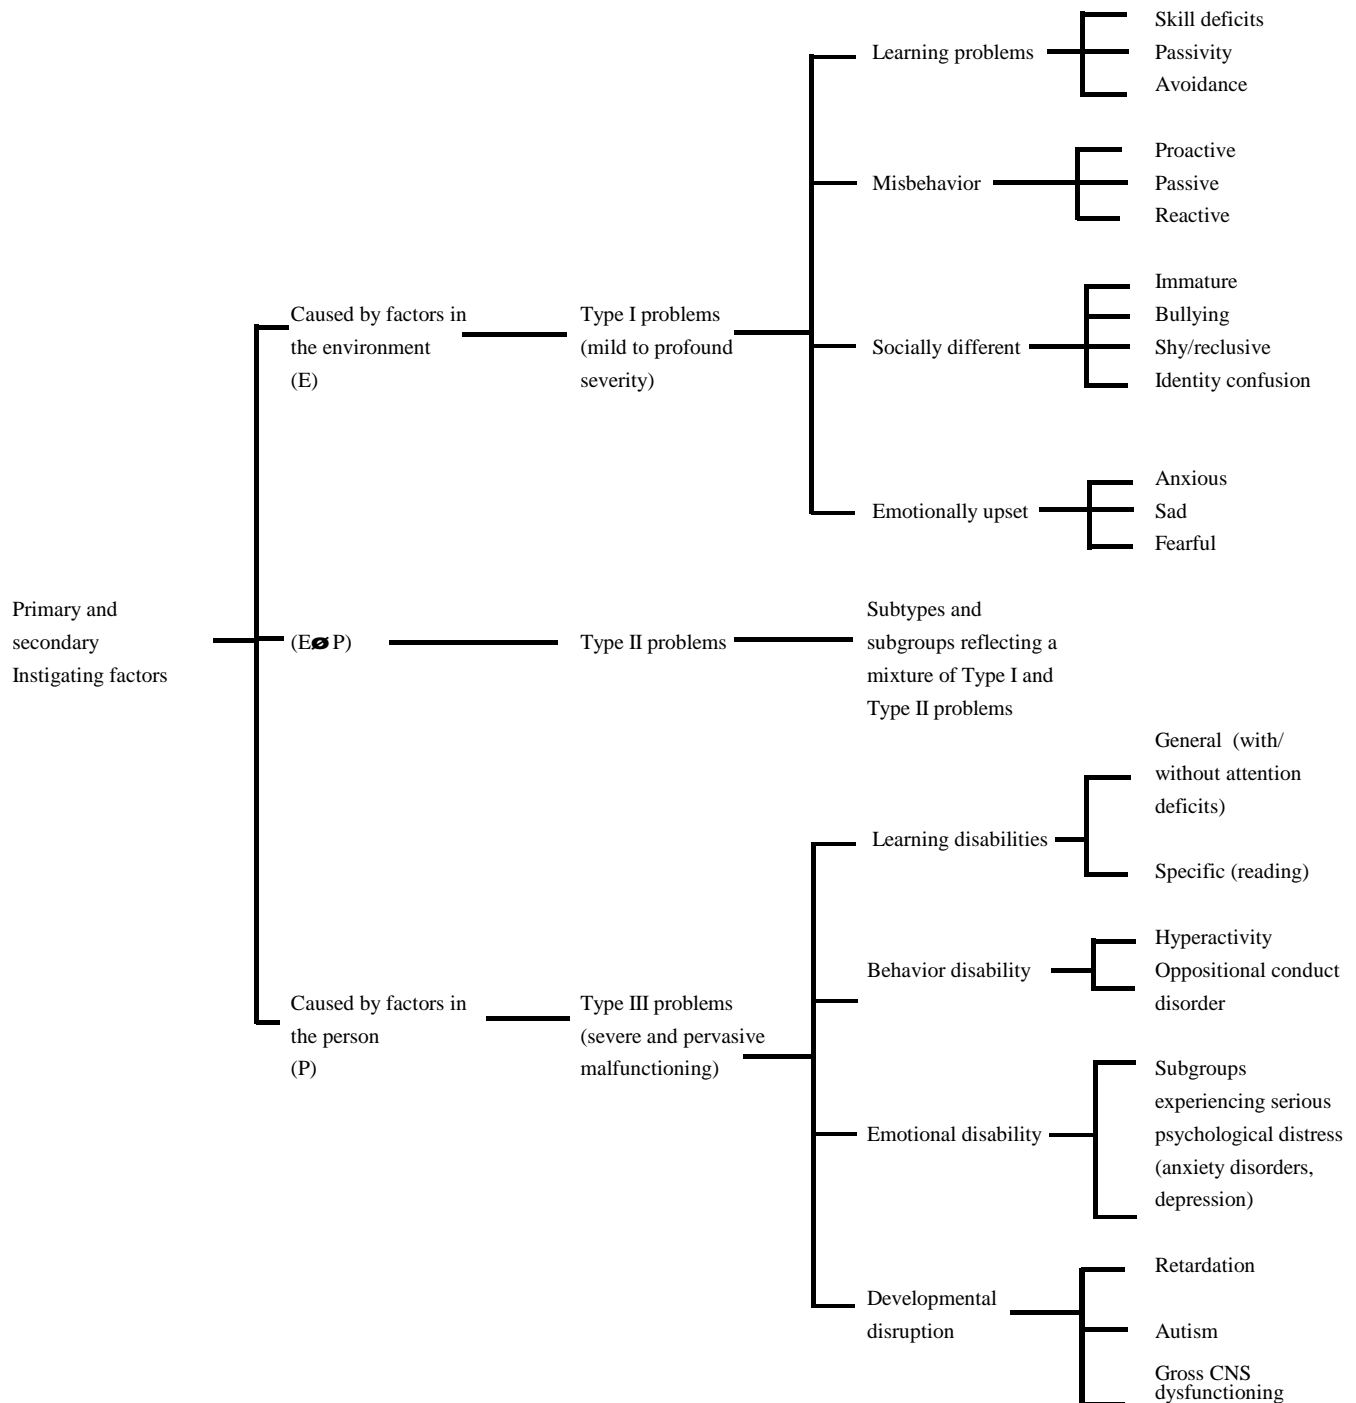 Skill deficits
Learning problems
Passivity
Avoidance
Proactive
Misbehavior
Passive
Reactive
Immature
Caused by factors in
the environment
(E)
Type I problems
(mild to profound
severity)
Bullying
Socially different
Shy/reclusive
Identity confusion
Anxious
Emotionally upset
Sad
Fearful
Primary and
secondary
Instigating factors
(EØ P)
Type II problems
Subtypes and
subgroups reflecting a
mixture of Type I and
Type II problems
General (with/
without attention
deficits)
Learning disabilities
Specific (reading)
Hyperactivity
Behavior disability
Oppositional conduct
disorder
Caused by factors in
the person
(P)
Type III problems
(severe and pervasive
malfunctioning)
Subgroups
experiencing serious
psychological distress
(anxiety disorders,
depression)
Emotional disability
Retardation
Developmental
disruption
Autism
Gross CNS
dysfunctioning